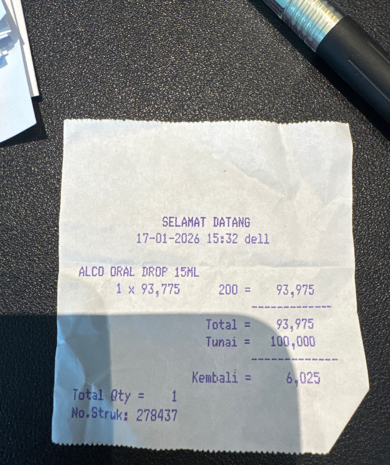 SELAMAT DATANG
17-01-2026 15:32 dell
ALCO ORAL DROP 15ML
1 x 93,775 200 = 93,975
Total = 93,975
Tunai = 100,000
Kembali = 6,025
Total Qty = 1
No.Struk: 278437